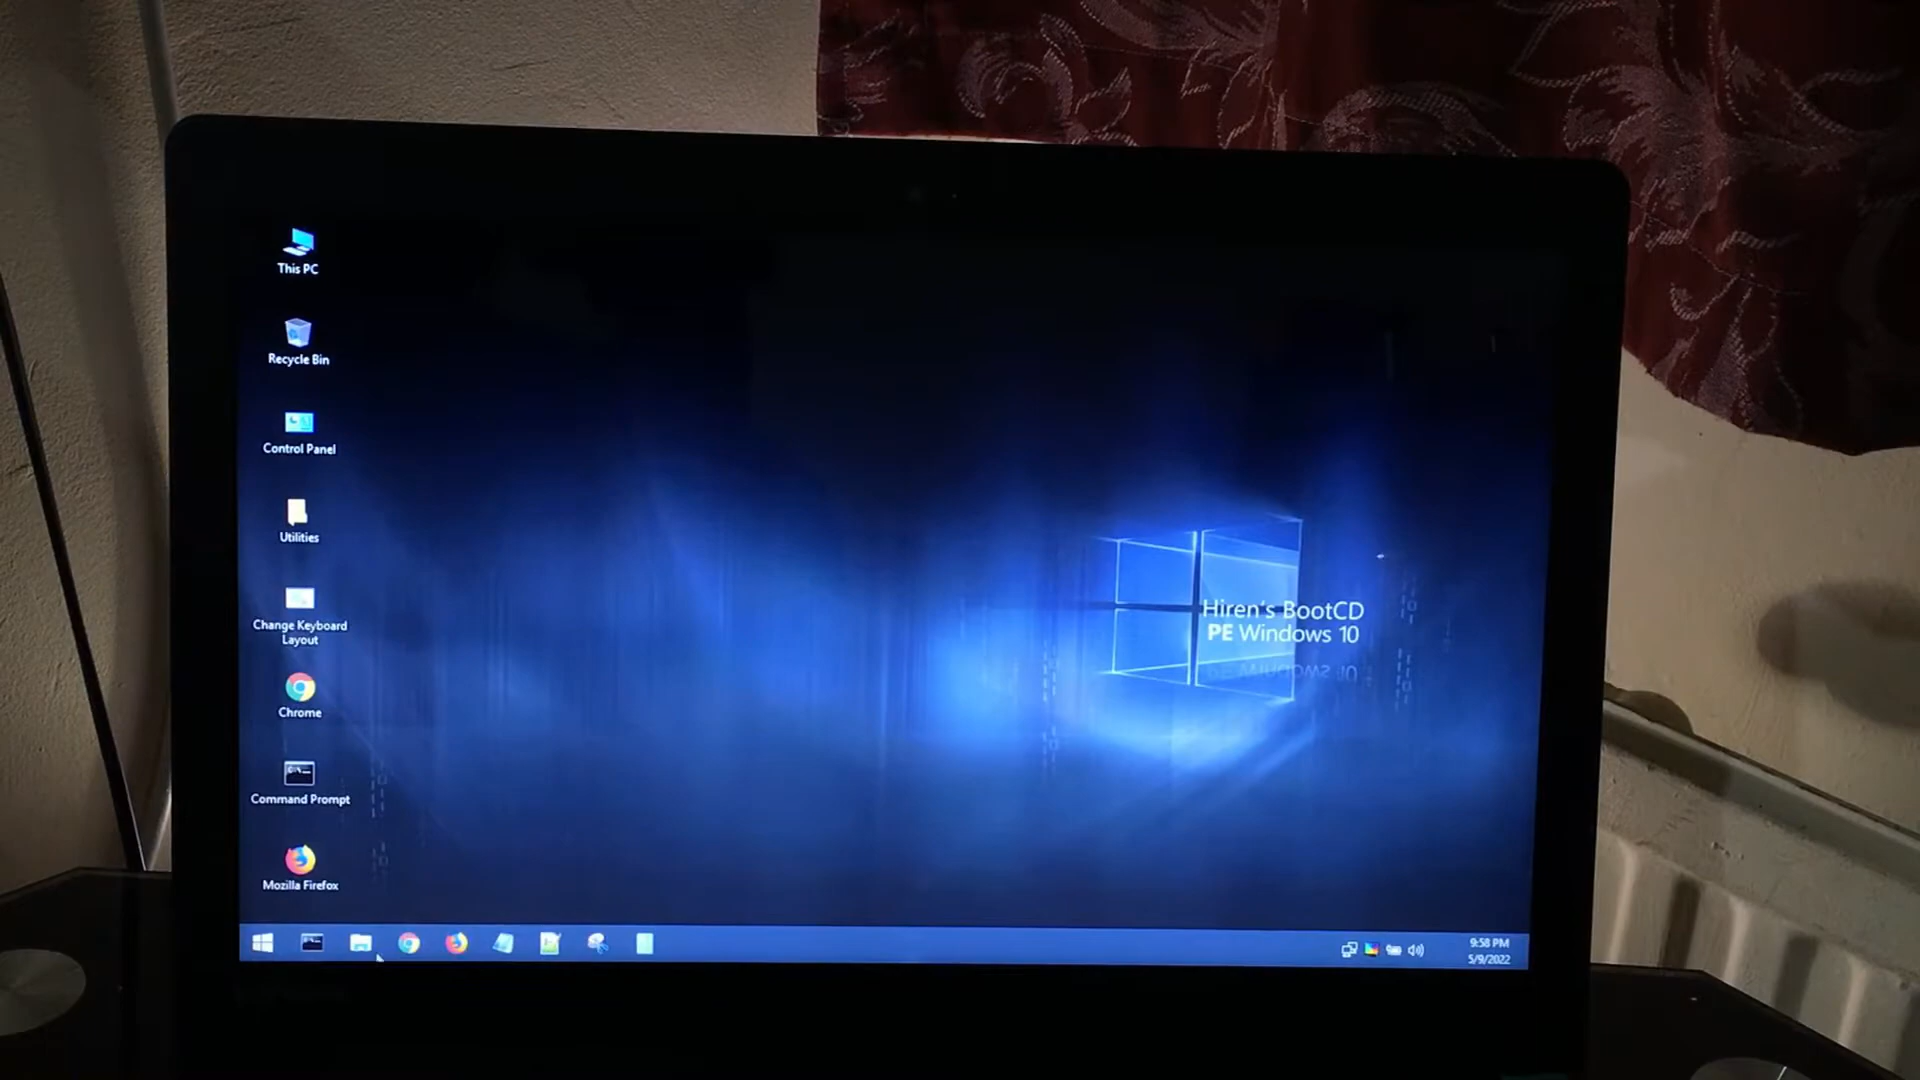 This PC
Recycle Bin
Control Panel
Utilities
Change Keyboard
Layout
Chrome
Command Prompt
Mozilla Firefox
Hiren's BootCD
PE Windows 10
9:58 PM
5/9/2022